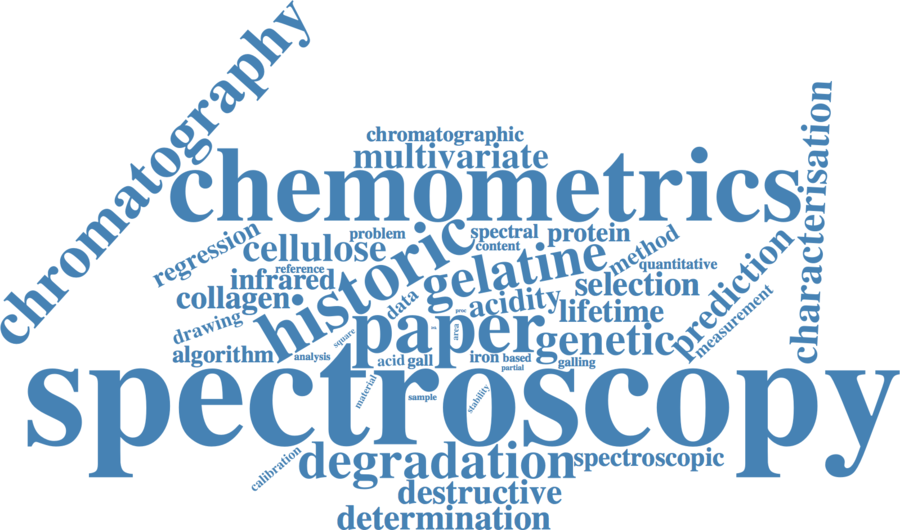 chromatography
chromatographic
multivariate
chemometrics
characterisation
problem
spectral
protein
regression
cellulose
historic
content
method
reference
gelatine
quantitative
infrared
selection
prediction
collagen
data
acidity
lifetime
measurement
drawing
paper
area
proc
square
genetic
algorithm
analysis
acid
gall
iron
based
partial
galling
spectroscopy
material
sample
stability
calibration
degradation
spectroscopic
destructive
determination